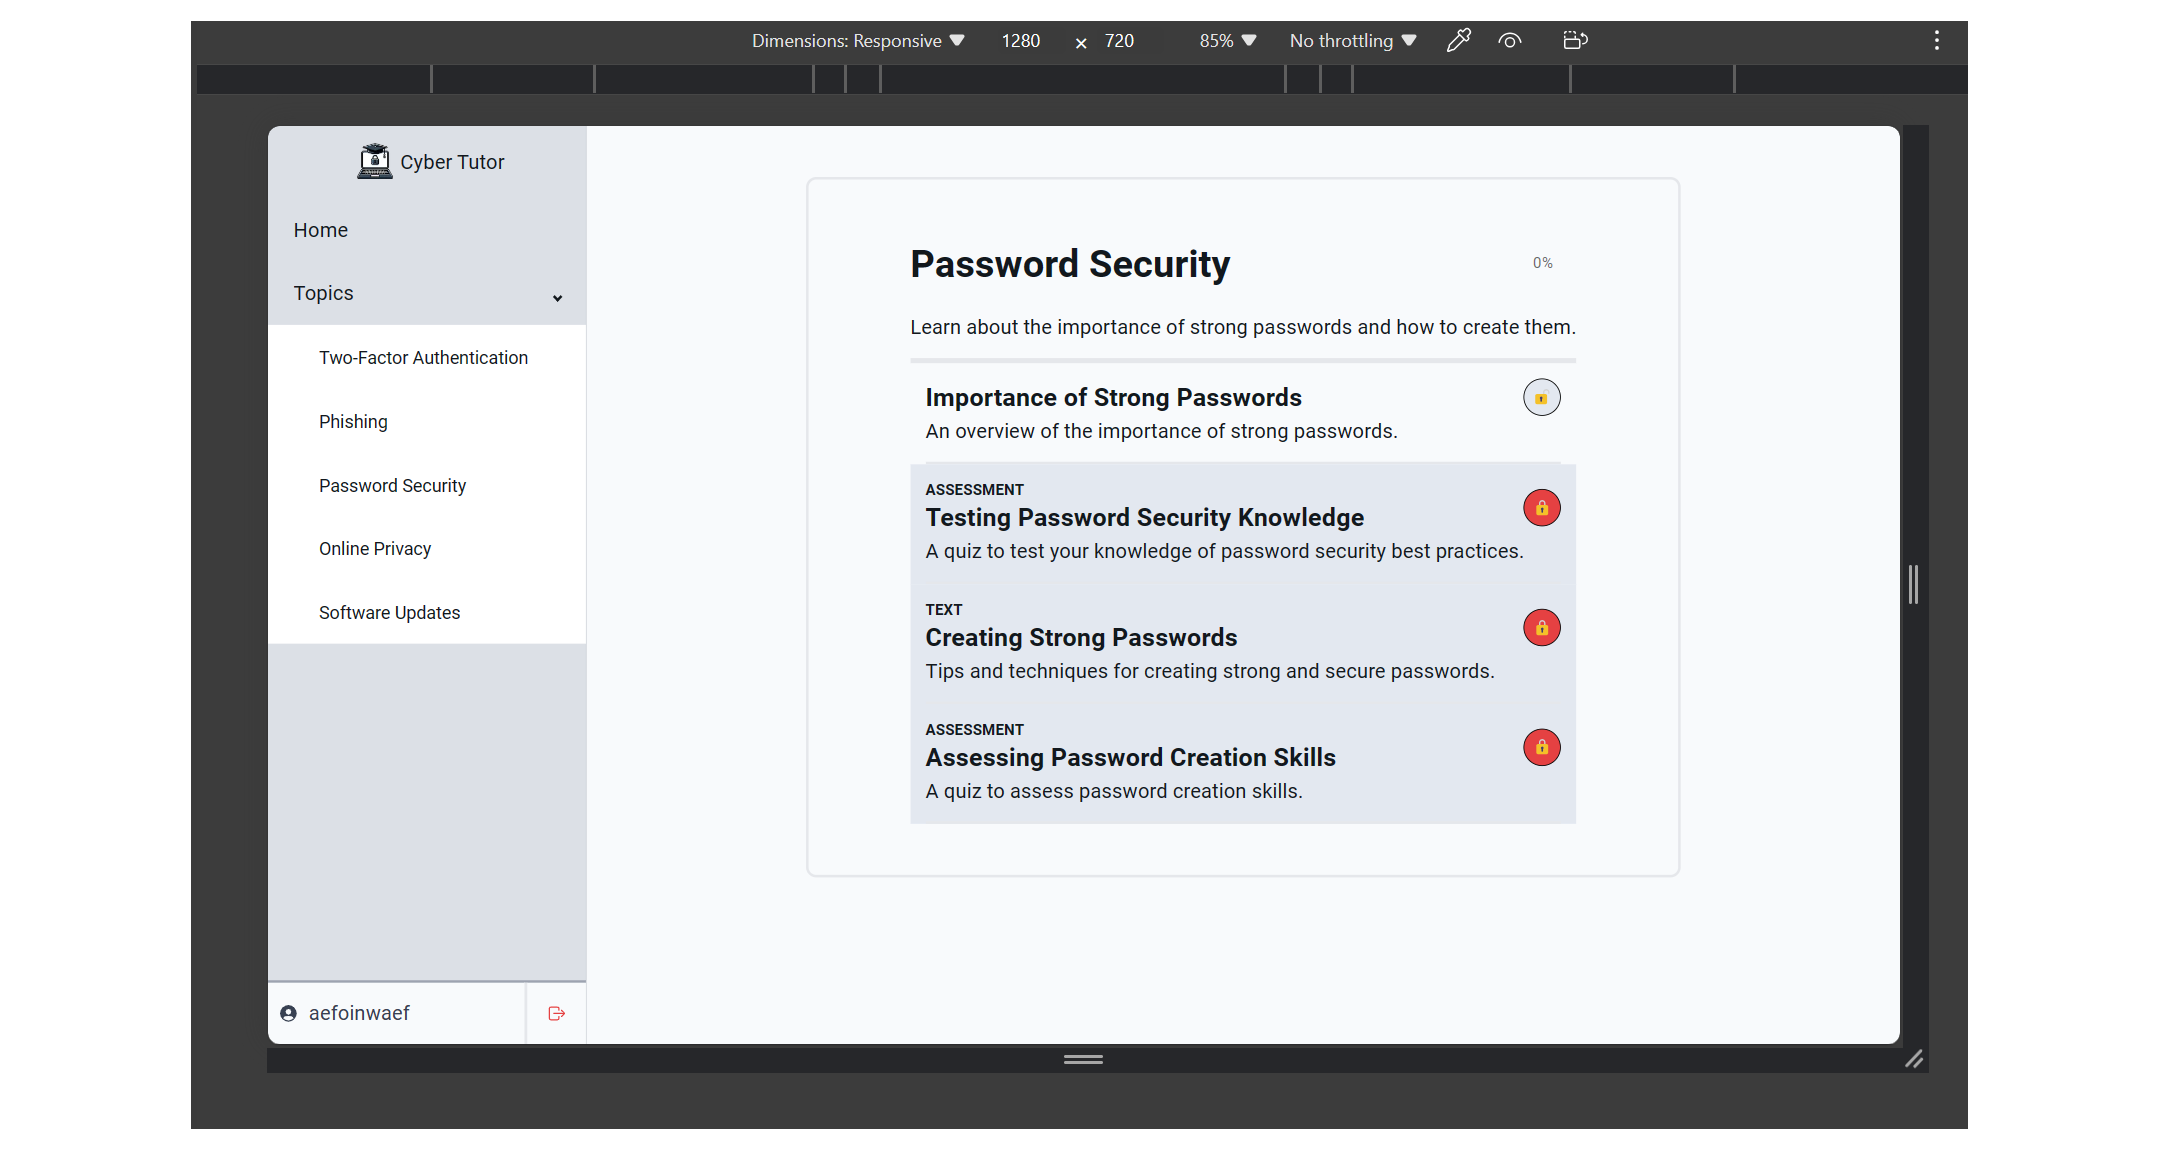 Dimensions: Responsive 1280 × 720 85% No throttling
Cyber Tutor
Home
Topics
Two-Factor Authentication
Phishing
Password Security
Online Privacy
Software Updates
aefoinwaef
Password Security
0%
Learn about the importance of strong passwords and how to create them.
Importance of Strong Passwords
An overview of the importance of strong passwords.
ASSESSMENT
Testing Password Security Knowledge
A quiz to test your knowledge of password security best practices.
TEXT
Creating Strong Passwords
Tips and techniques for creating strong and secure passwords.
ASSESSMENT
Assessing Password Creation Skills
A quiz to assess password creation skills.